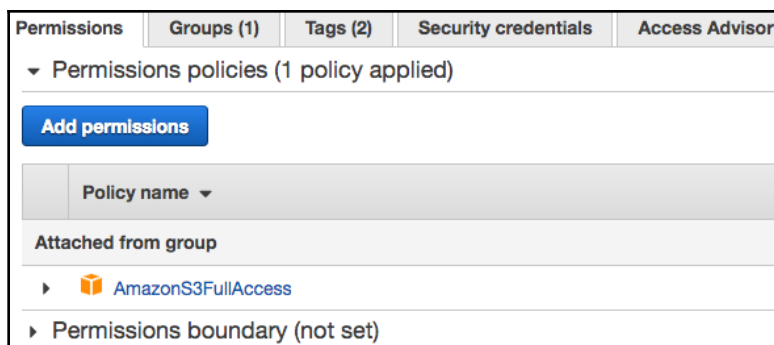 Permissions Groups (1) Tags (2) Security credentials Access Advisor
Permissions policies (1 policy applied)
Add permissions
Policy name
Attached from group
AmazonS3FullAccess
Permissions boundary (not set)